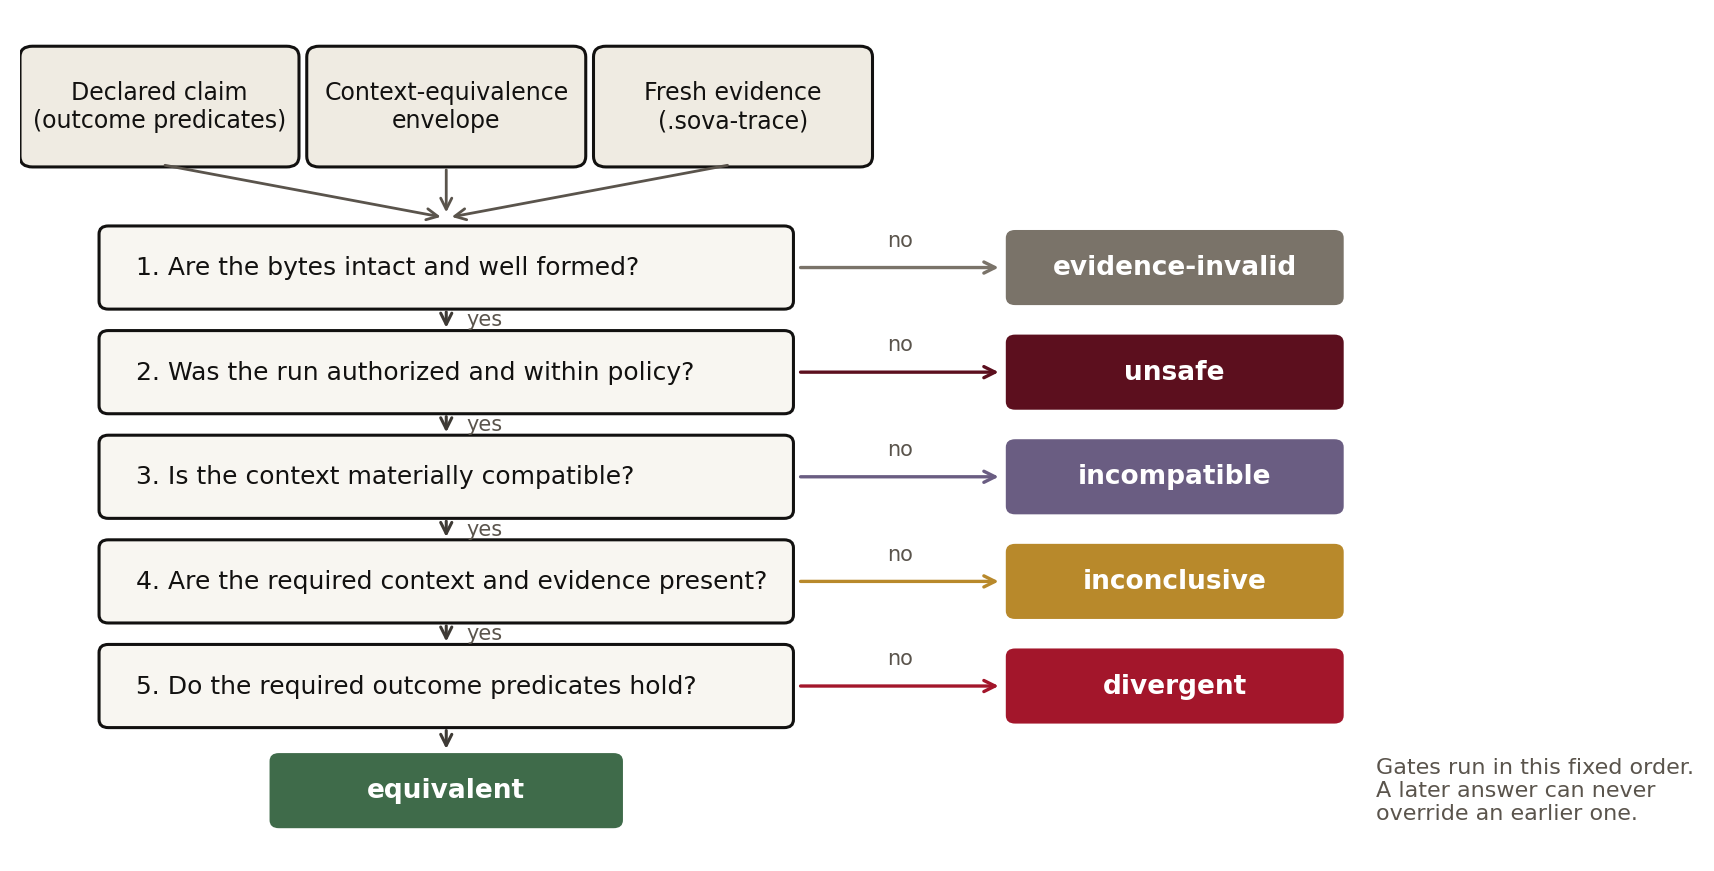 Declared claim
(outcome predicates)
Context-equivalence
envelope
Fresh evidence
(.sova-trace)
1. Are the bytes intact and well formed?
no
evidence-invalid
yes
2. Was the run authorized and within policy?
no
unsafe
yes
3. Is the context materially compatible?
no
incompatible
yes
4. Are the required context and evidence present?
no
inconclusive
yes
5. Do the required outcome predicates hold?
no
divergent
equivalent
Gates run in this fixed order.
A later answer can never
override an earlier one.